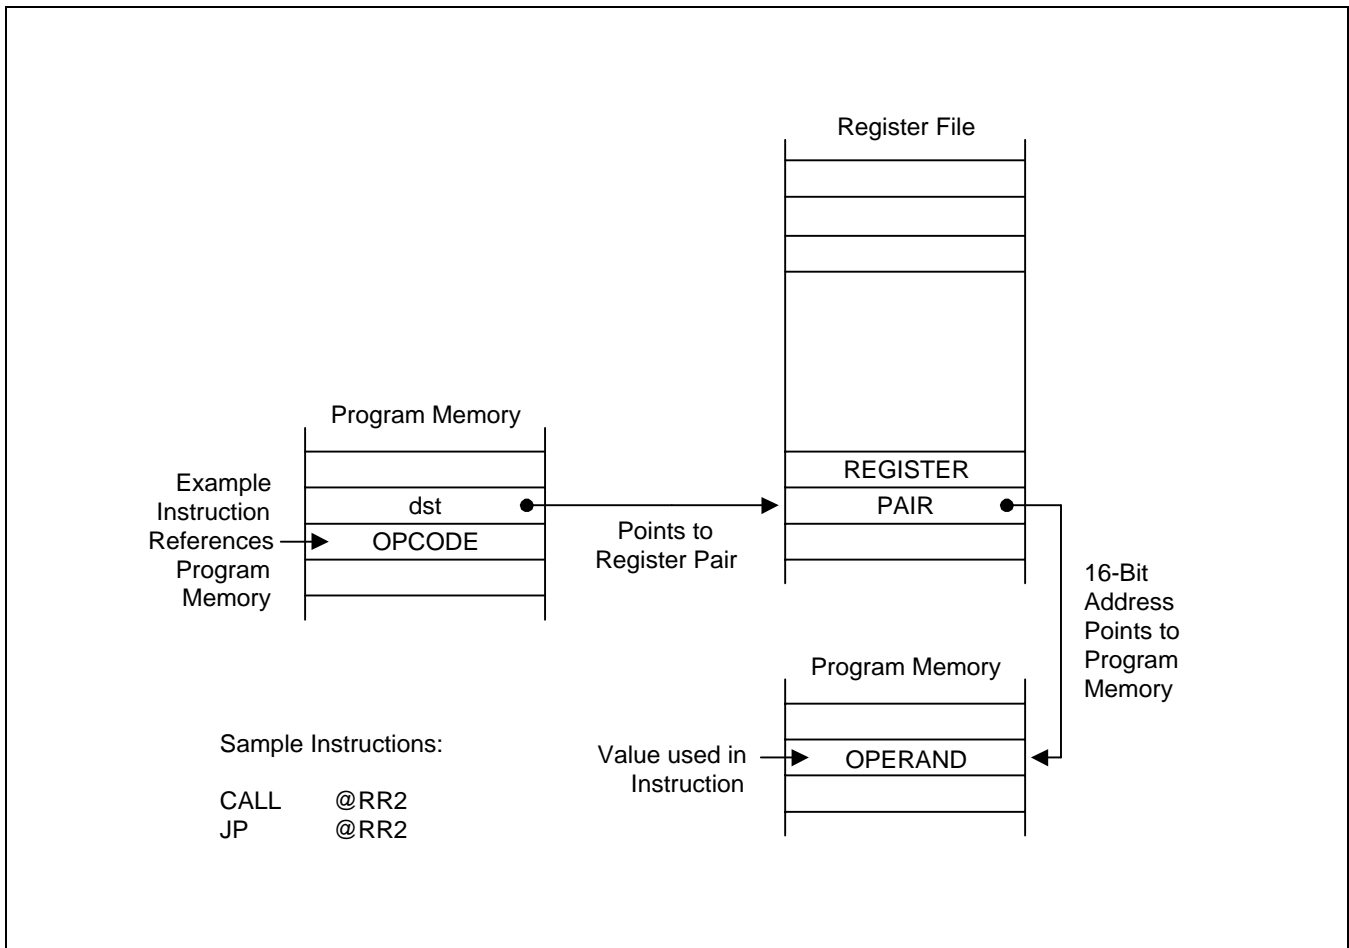 Register File
Program Memory
REGISTER
Example
Instruction
References
Program
Memory
dst
PAIR
OPCODE
Points to
Register Pair
16-Bit
Address
Points to
Program
Memory
Program Memory
Sample Instructions:
Value used in
Instruction
OPERAND
CALL @RR2
JP @RR2